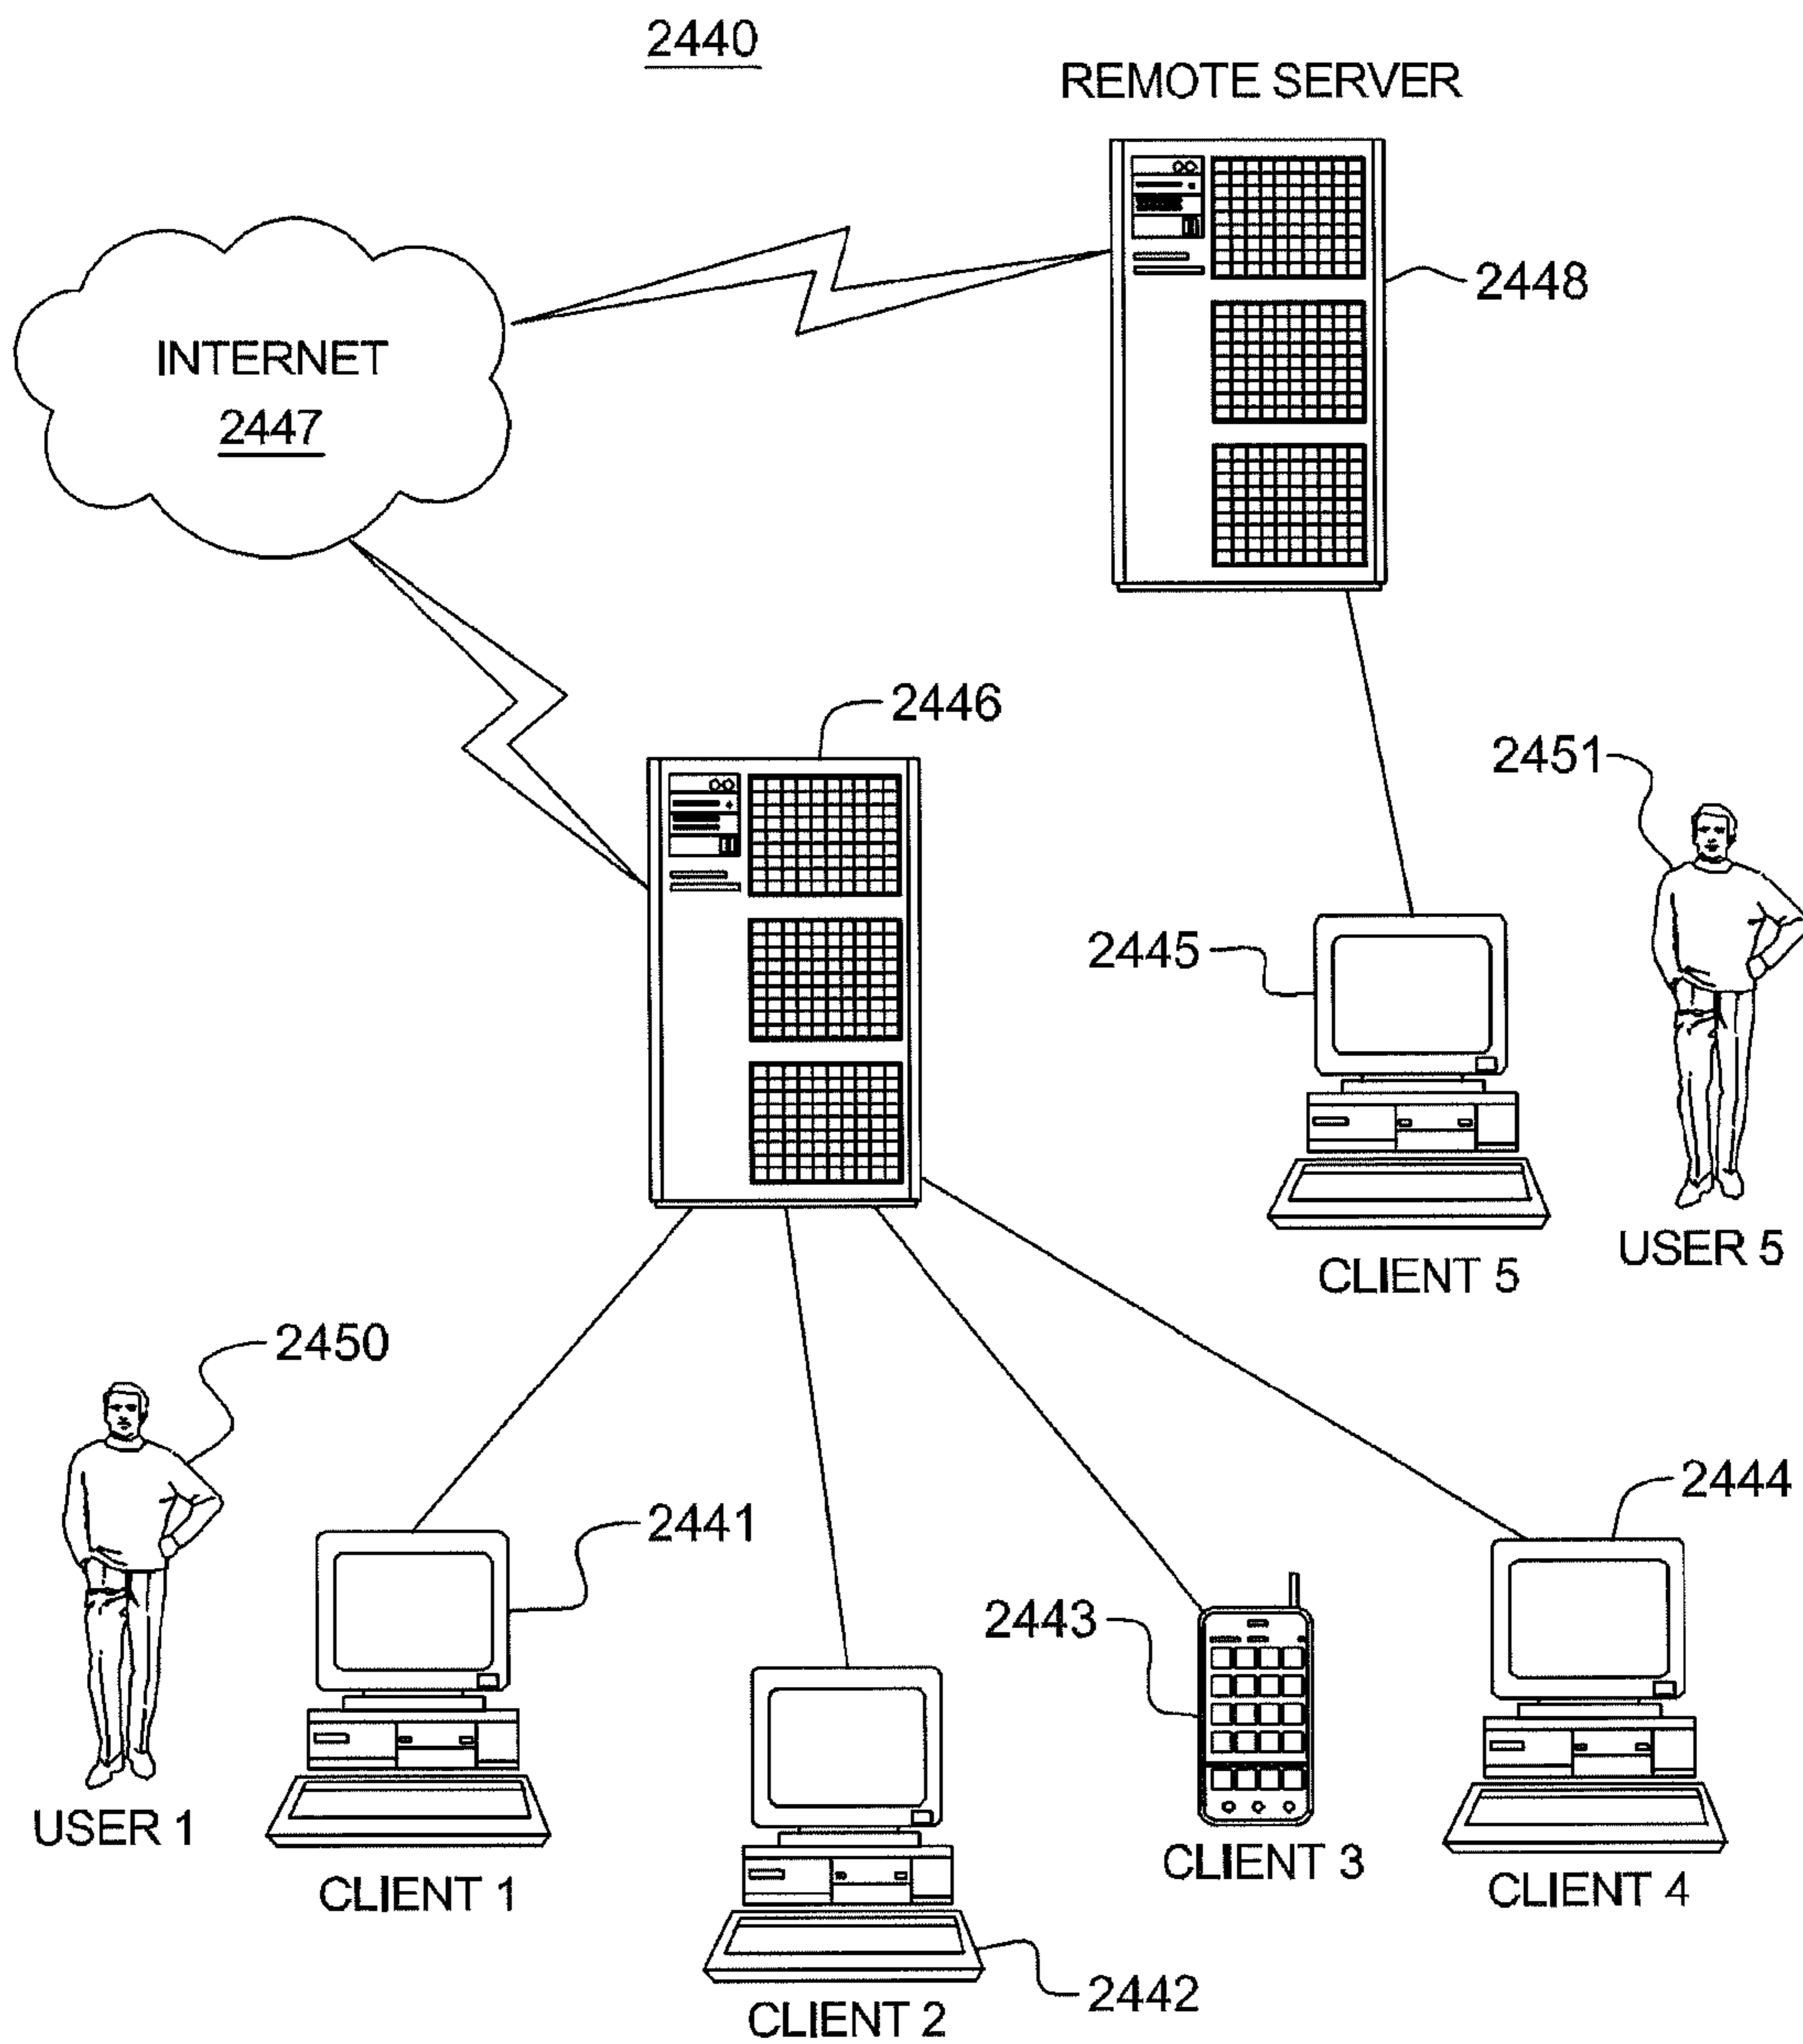 2440
REMOTE SERVER
2448
INTERNET
2447
2446
2451
2445
USER 5
CLIENT 5
2450
2441
2444
2443
USER 1
CLIENT 1
CLIENT 3
CLIENT 4
2442
CLIENT 2